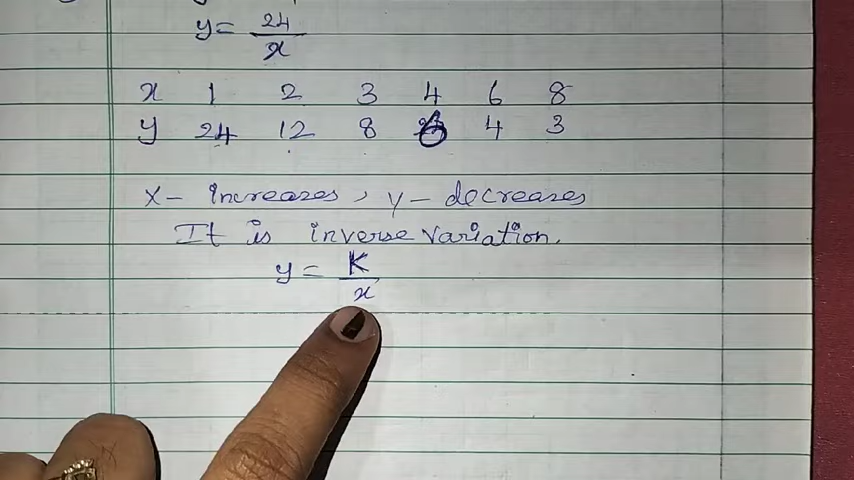 y = 24/x
x 1 2 3 4 6 8
y 24 12 8 6 4 3
x - increases, y - decreases
It is inverse variation.
y = K/x